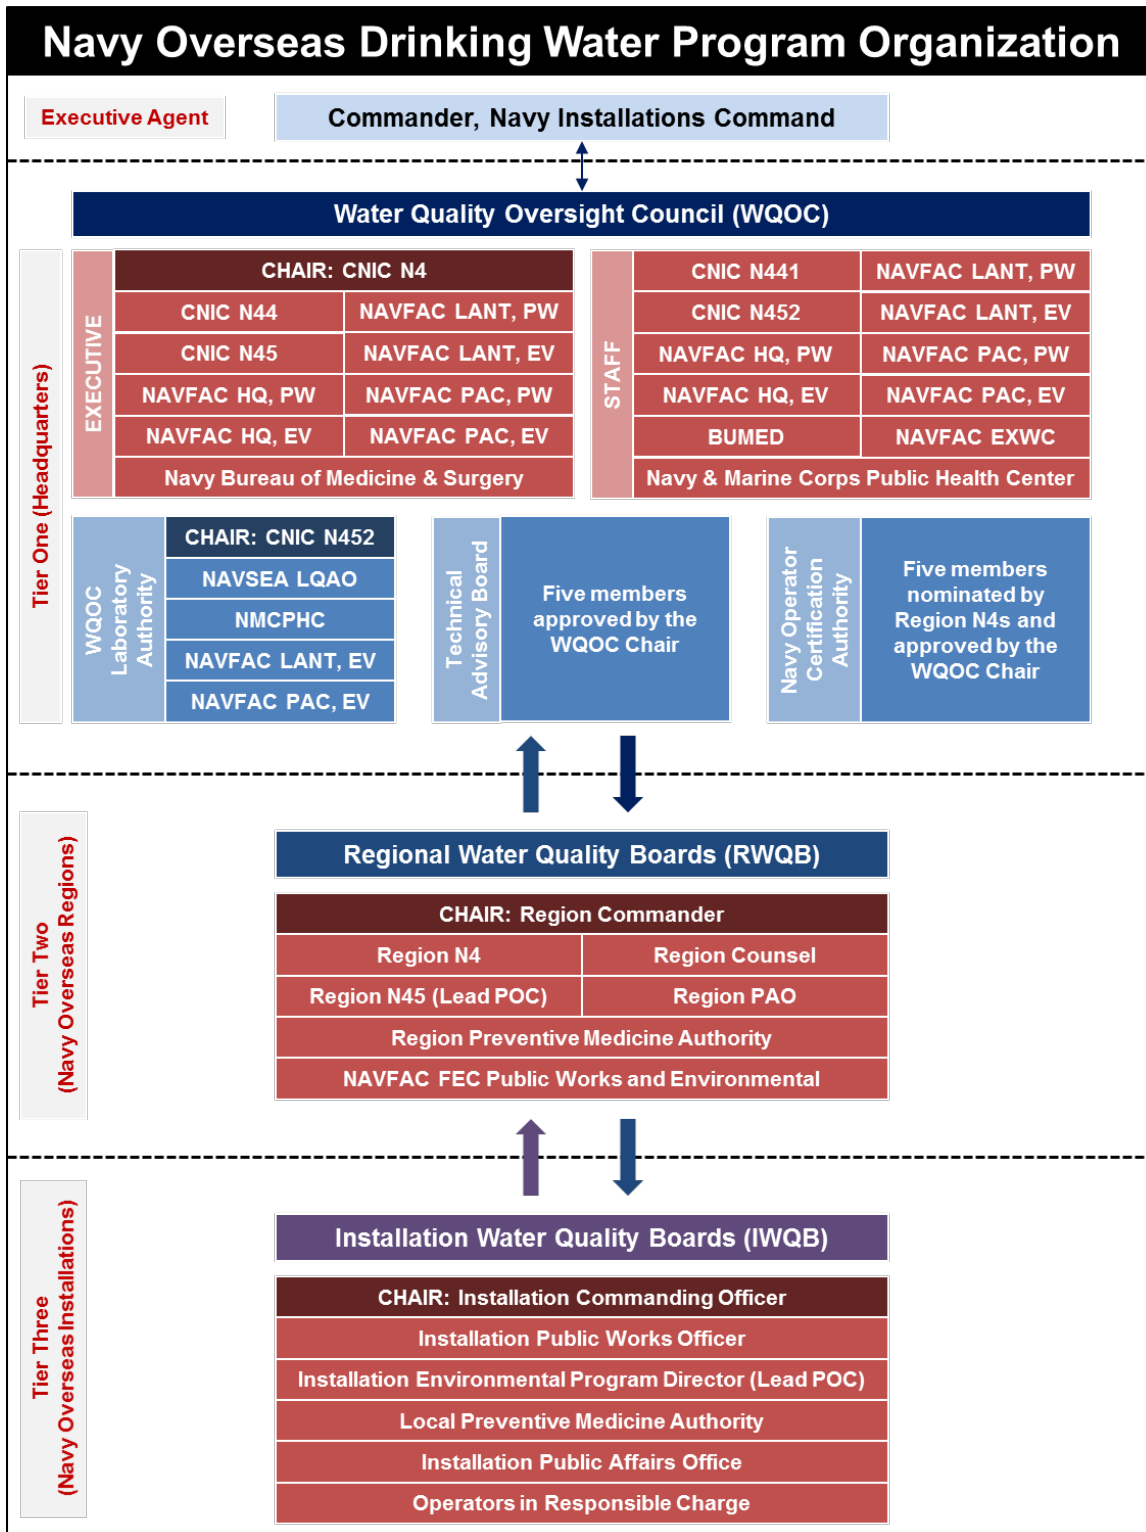 Navy Overseas Drinking Water Program Organization
Executive Agent
Commander, Navy Installations Command
Water Quality Oversight Council (WQOC)
Tier One (Headquarters)
EXECUTIVE
CHAIR: CNIC N4
CNIC N44
NAVFAC LANT, PW
CNIC N45
NAVFAC LANT, EV
NAVFAC HQ, PW
NAVFAC PAC, PW
NAVFAC HQ, EV
NAVFAC PAC, EV
Navy Bureau of Medicine & Surgery
STAFF
CNIC N441
NAVFAC LANT, PW
CNIC N452
NAVFAC LANT, EV
NAVFAC HQ, PW
NAVFAC PAC, PW
NAVFAC HQ, EV
NAVFAC PAC, EV
BUMED
NAVFAC EXWC
Navy & Marine Corps Public Health Center
WQOC
Laboratory
Authority
CHAIR: CNIC N452
NAVSEA LQAO
NMCPHC
NAVFAC LANT, EV
NAVFAC PAC, EV
Technical
Advisory Board
Five members
approved by the
WQOC Chair
Navy Operator
Certification
Authority
Five members
nominated by
Region N4s and
approved by the
WQOC Chair
Tier Two
(Navy Overseas Regions)
Regional Water Quality Boards (RWQB)
CHAIR: Region Commander
Region N4
Region Counsel
Region N45 (Lead POC)
Region PAO
Region Preventive Medicine Authority
NAVFAC FEC Public Works and Environmental
Tier Three
(Navy Overseas Installations)
Installation Water Quality Boards (IWQB)
CHAIR: Installation Commanding Officer
Installation Public Works Officer
Installation Environmental Program Director (Lead POC)
Local Preventive Medicine Authority
Installation Public Affairs Office
Operators in Responsible Charge